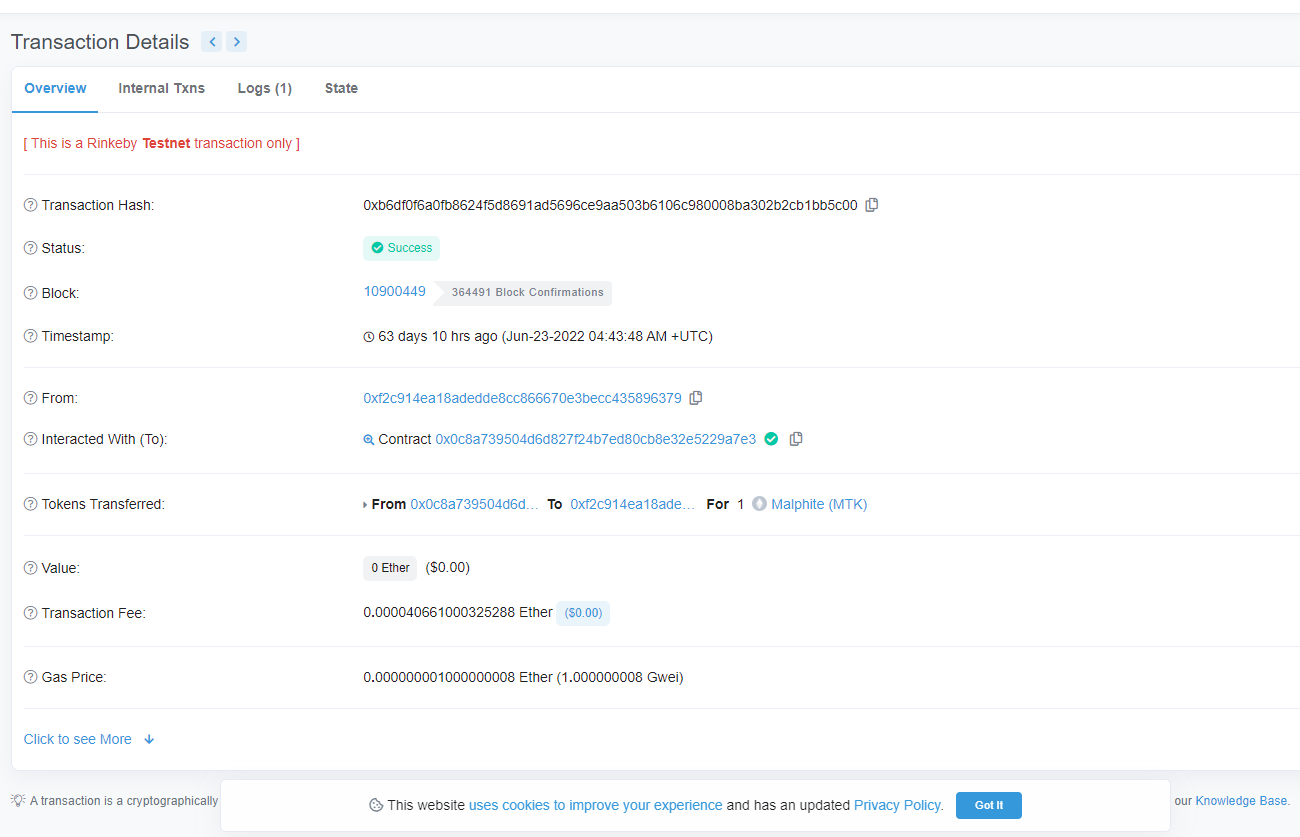 Transaction Details
Overview Internal Txns Logs (1) State
[ This is a Rinkeby Testnet transaction only ]
Transaction Hash: 0xb6df0f6a0fb8624f5d8691ad5696ce9aa503b6106c980008ba302b2cb1bb5c00
Status: Success
Block: 10900449 364491 Block Confirmations
Timestamp: 63 days 10 hrs ago (Jun-23-2022 04:43:48 AM +UTC)
From: 0xf2c914ea18adedde8cc866670e3becc435896379
Interacted With (To): Contract 0x0c8a739504d6d827f24b7ed80cb8e32e5229a7e3
Tokens Transferred: From 0x0c8a739504d6d... To 0xf2c914ea18ade... For 1 Malphite (MTK)
Value: 0 Ether ($0.00)
Transaction Fee: 0.000040661000325288 Ether ($0.00)
Gas Price: 0.000000001000000008 Ether (1.000000008 Gwei)
Click to see More
A transaction is a cryptographically our Knowledge Base.
This website uses cookies to improve your experience and has an updated Privacy Policy. Got It